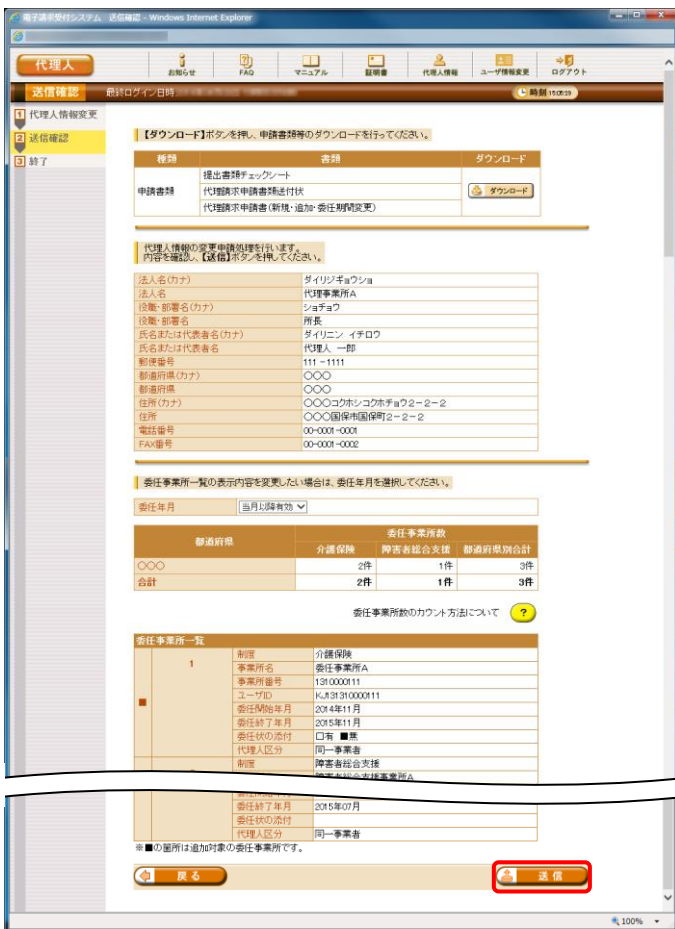 電子請求受付システム 送信確認 - Windows Internet Explorer
代理人
お知らせ FAQ マニュアル 証明書 代理人情報 ユーザ情報変更 ログアウト
送信確認 最終ログイン日時: 時刻 15:05:29
1 代理人情報変更
2 送信確認
3 終了
【ダウンロード】ボタンを押し、申請書類等のダウンロードを行ってください。
種類 書類 ダウンロード
申請書類
提出書類チェックシート
代理請求申請書類送付状
代理請求申請書(新規・追加・委任期間変更)
ダウンロード
代理人情報の変更申請処理を行います。
内容を確認し、【送信】ボタンを押してください。
法人名(カナ) ダイリジギョウショ
法人名 代理事業所A
役職・部署名(カナ) ショチョウ
役職・部署名 所長
氏名または代表者名(カナ) ダイリニン イチロウ
氏名または代表者名 代理人 一郎
郵便番号 111-1111
都道府県(カナ) ○○○
都道府県 ○○○
住所(カナ) ○○○コクホシコクホチョウ2-2-2
住所 ○○○国保市国保町2-2-2
電話番号 00-0001-0001
FAX番号 00-0001-0002
委任事業所一覧の表示内容を変更したい場合は、委任年月を選択してください。
委任年月 当月以降有効
都道府県 委任事業所数
介護保険 障害者総合支援 都道府県別合計
○○○ 2件 1件 3件
合計 2件 1件 3件
委任事業所数のカウント方法について ?
委任事業所一覧
■ 1
制度 介護保険
事業所名 委任事業所A
事業所番号 1310000111
ユーザID KJ131310000111
委任開始年月 2014年11月
委任終了年月 2015年11月
委任状の添付 □有 ■無
代理人区分 同一事業者
制度 障害者総合支援
障害者総合支援事業所A
委任終了年月 2015年07月
委任状の添付
代理人区分 同一事業者
※■の箇所は追加対象の委任事業所です。
戻る 送信
100%